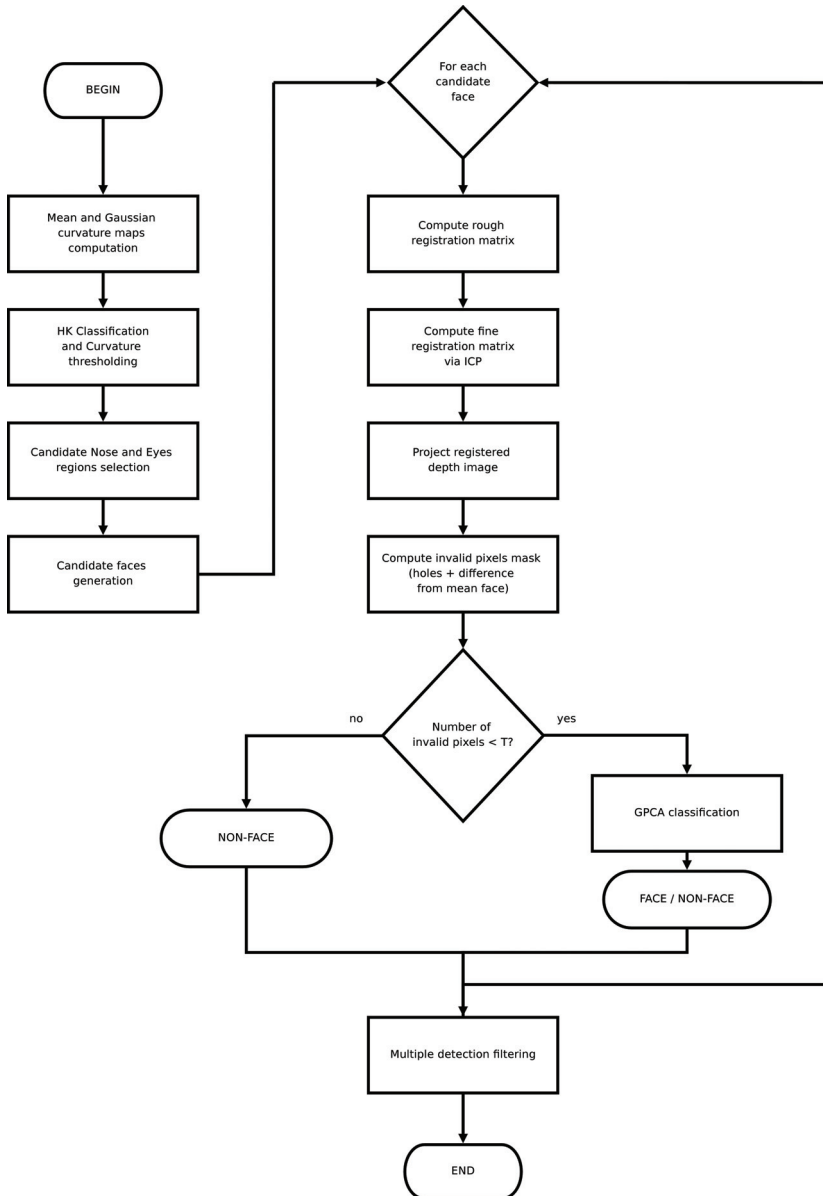 BEGIN
Mean and Gaussian
curvature maps
computation
HK Classification
and Curvature
thresholding
Candidate Nose and Eyes
regions selection
Candidate faces
generation
For each
candidate
face
Compute rough
registration matrix
Compute fine
registration matrix
via ICP
Project registered
depth image
Compute invalid pixels mask
(holes + difference
from mean face)
Number of
invalid pixels < T?
no
yes
NON-FACE
GPCA classification
FACE / NON-FACE
Multiple detection filtering
END